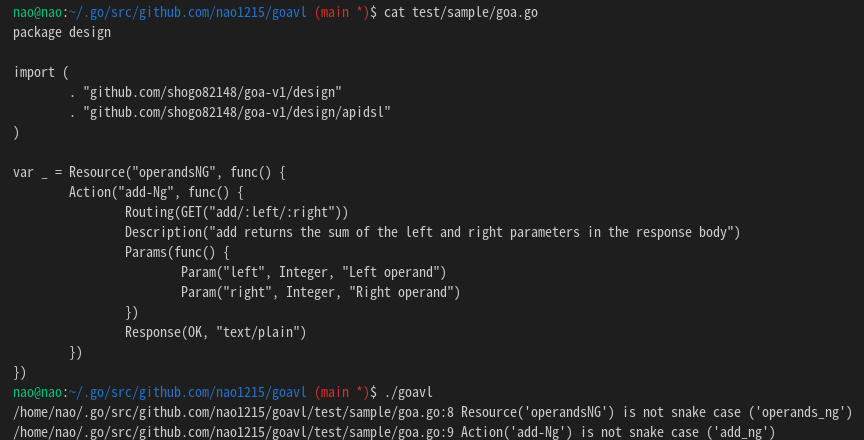 nao@nao:~/.go/src/github.com/nao1215/goavl (main *)$ cat test/sample/goa.go
package design
import (
. "github.com/shogo82148/goa-v1/design"
. "github.com/shogo82148/goa-v1/design/apidsl"
)
var _ = Resource("operandsNG", func() {
Action("add-Ng", func() {
Routing(GET("add/:left/:right"))
Description("add returns the sum of the left and right parameters in the response body")
Params(func() {
Param("left", Integer, "Left operand")
Param("right", Integer, "Right operand")
})
Response(OK, "text/plain")
})
})
nao@nao:~/.go/src/github.com/nao1215/goavl (main *)$ ./goavl
/home/nao/.go/src/github.com/nao1215/goavl/test/sample/goa.go:8 Resource('operandsNG') is not snake case ('operands_ng')
/home/nao/.go/src/github.com/nao1215/goavl/test/sample/goa.go:9 Action('add-Ng') is not snake case ('add_ng')